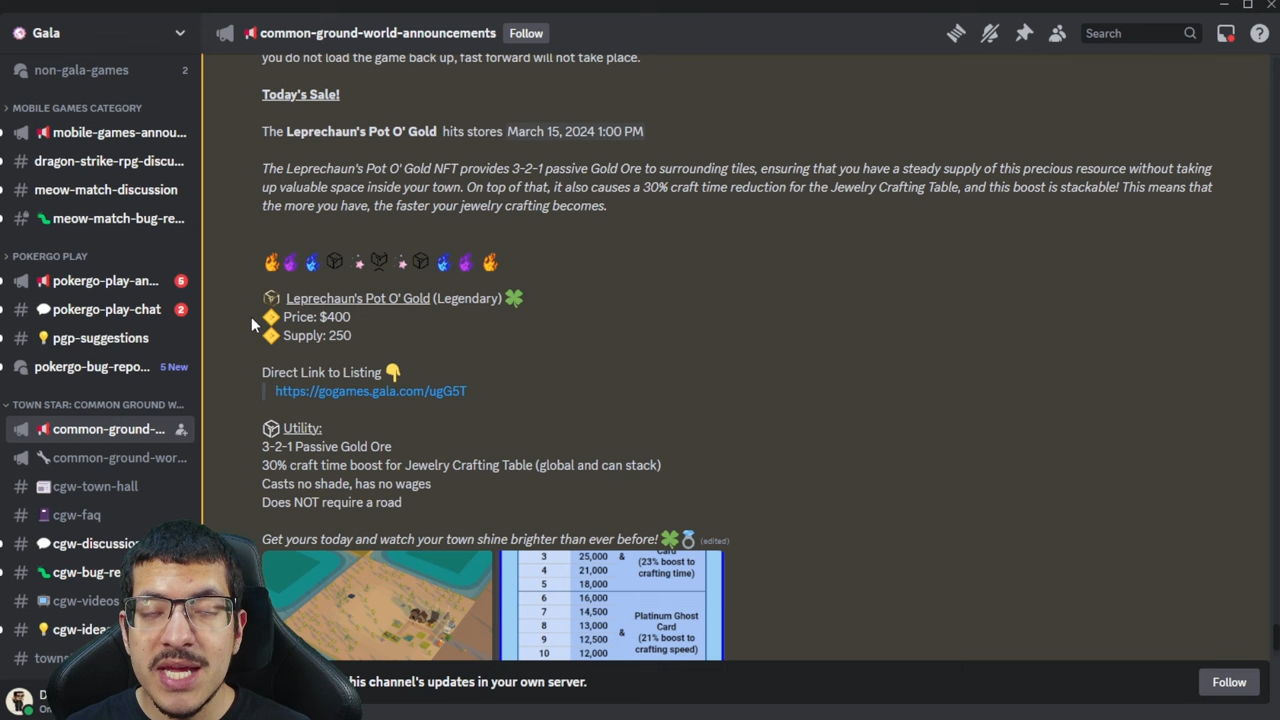 Gala
common-ground-world-announcements
Follow
Search
non-gala-games
2
MOBILE GAMES CATEGORY
mobile-games-annou...
dragon-strike-rpg-discu...
meow-match-discussion
meow-match-bug-re...
POKERGO PLAY
pokergo-play-an...
5
pokergo-play-chat
2
pgp-suggestions
pokergo-bug-repo...
5 New
TOWN STAR: COMMON GROUND W...
common-ground-...
common-ground-wor...
cgw-town-hall
cgw-faq
cgw-discussio
cgw-bug-re
cgw-videos
cgw-idea
town
you do not load the game back up, fast forward will not take place.
Today's Sale!
The Leprechaun's Pot O' Gold hits stores March 15, 2024 1:00 PM
The Leprechaun's Pot O' Gold NFT provides 3-2-1 passive Gold Ore to surrounding tiles, ensuring that you have a steady supply of this precious resource without taking
up valuable space inside your town. On top of that, it also causes a 30% craft time reduction for the Jewelry Crafting Table, and this boost is stackable! This means that
the more you have, the faster your jewelry crafting becomes.
Leprechaun's Pot O' Gold (Legendary)
Price: $400
Supply: 250
Direct Link to Listing
https://gogames.gala.com/ugG5T
Utility:
3-2-1 Passive Gold Ore
30% craft time boost for Jewelry Crafting Table (global and can stack)
Casts no shade, has no wages
Does NOT require a road
Get yours today and watch your town shine brighter than ever before! (edited)
3 25,000 & Card
(23% boost to
4 21,000 crafting time)
5 18,000
6 16,000
7 14,500 Platinum Ghost
8 13,000 & Card
9 12,500 (21% boost to
10 12,000 crafting speed)
his channel's updates in your own server.
Follow